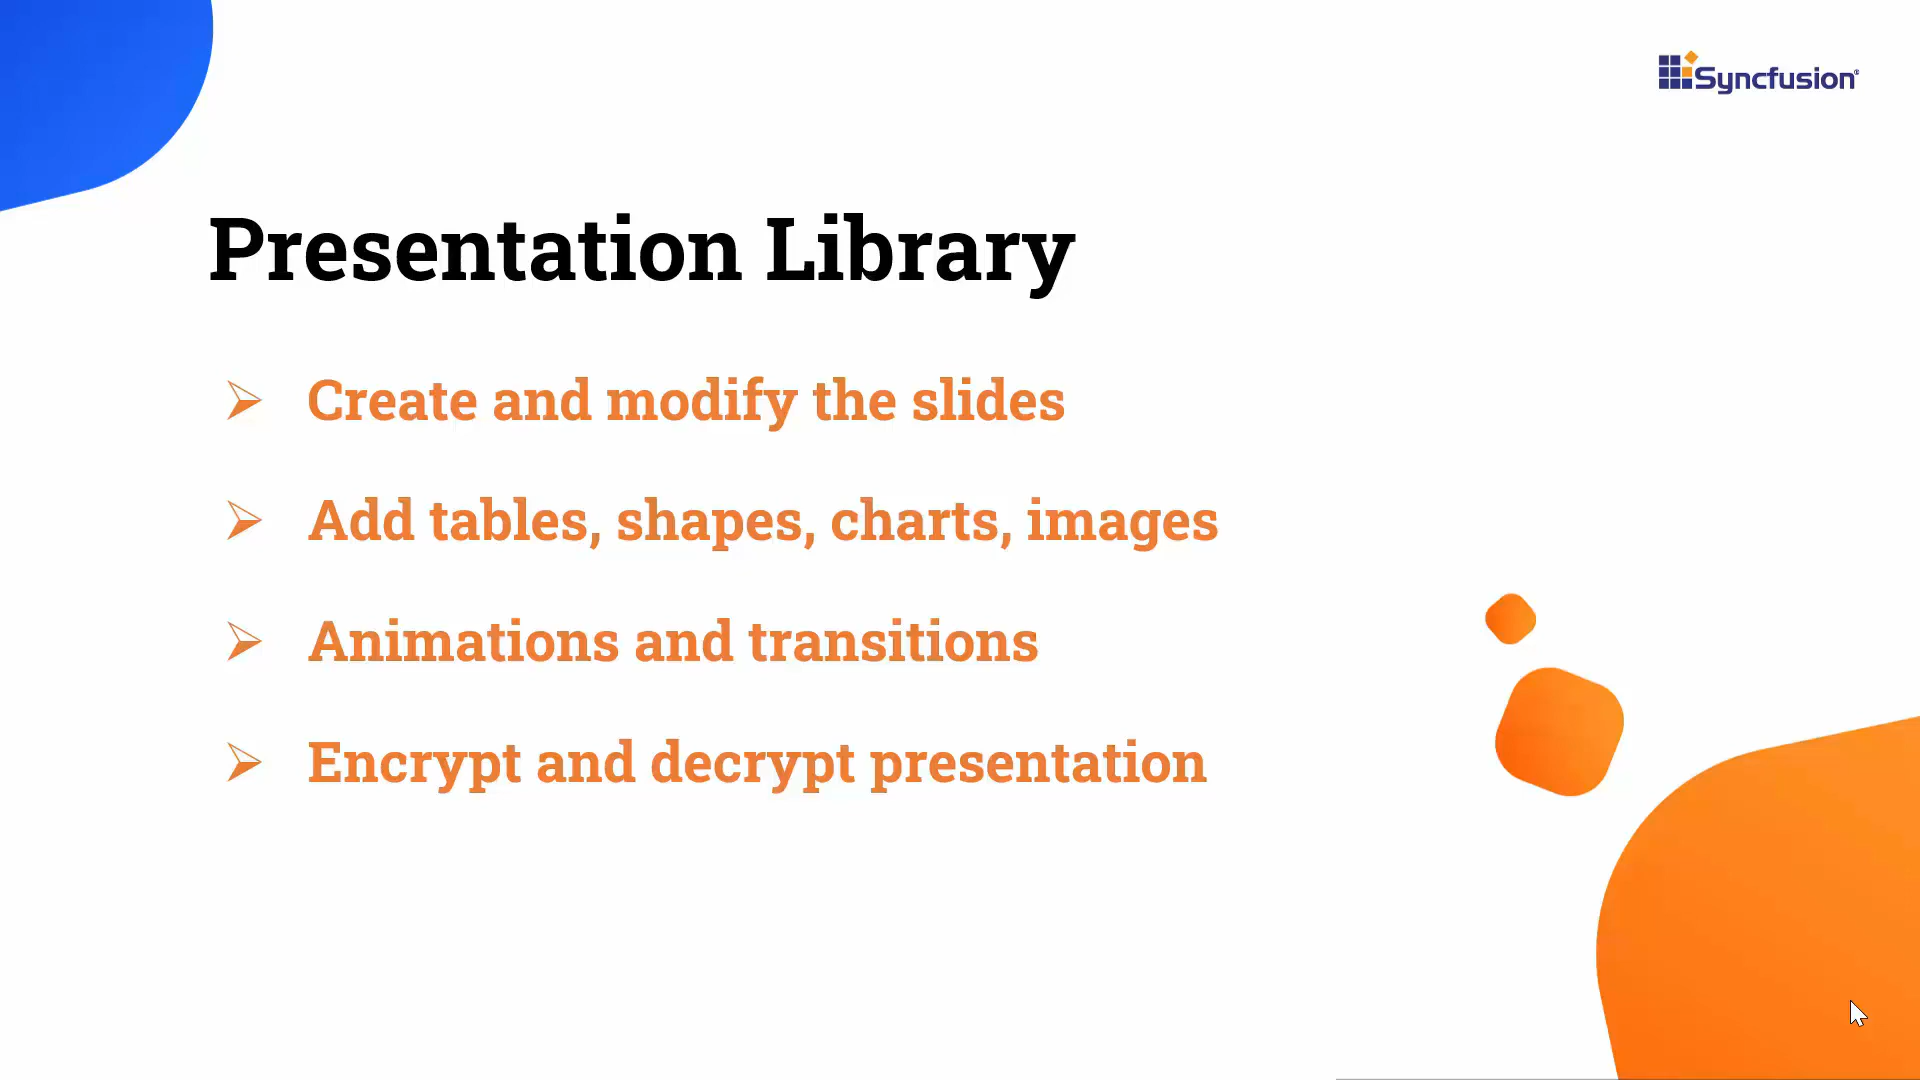 Syncfusion®
Presentation Library
➢ Create and modify the slides
➢ Add tables, shapes, charts, images
➢ Animations and transitions
➢ Encrypt and decrypt presentation